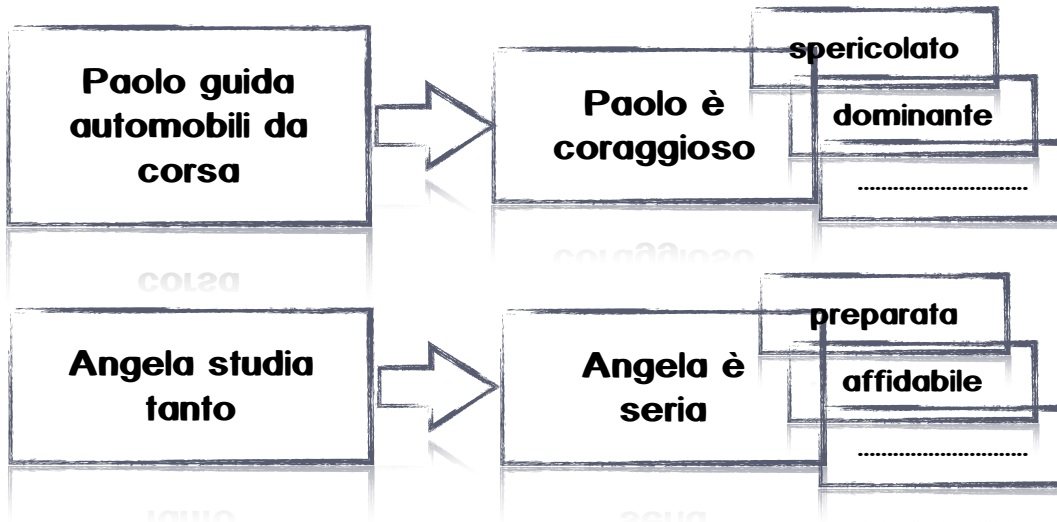 Paolo guida
automobili da
corsa
Paolo è
coraggioso
spericolato
dominante
..............................
Angela studia
tanto
Angela è
seria
preparata
affidabile
..............................